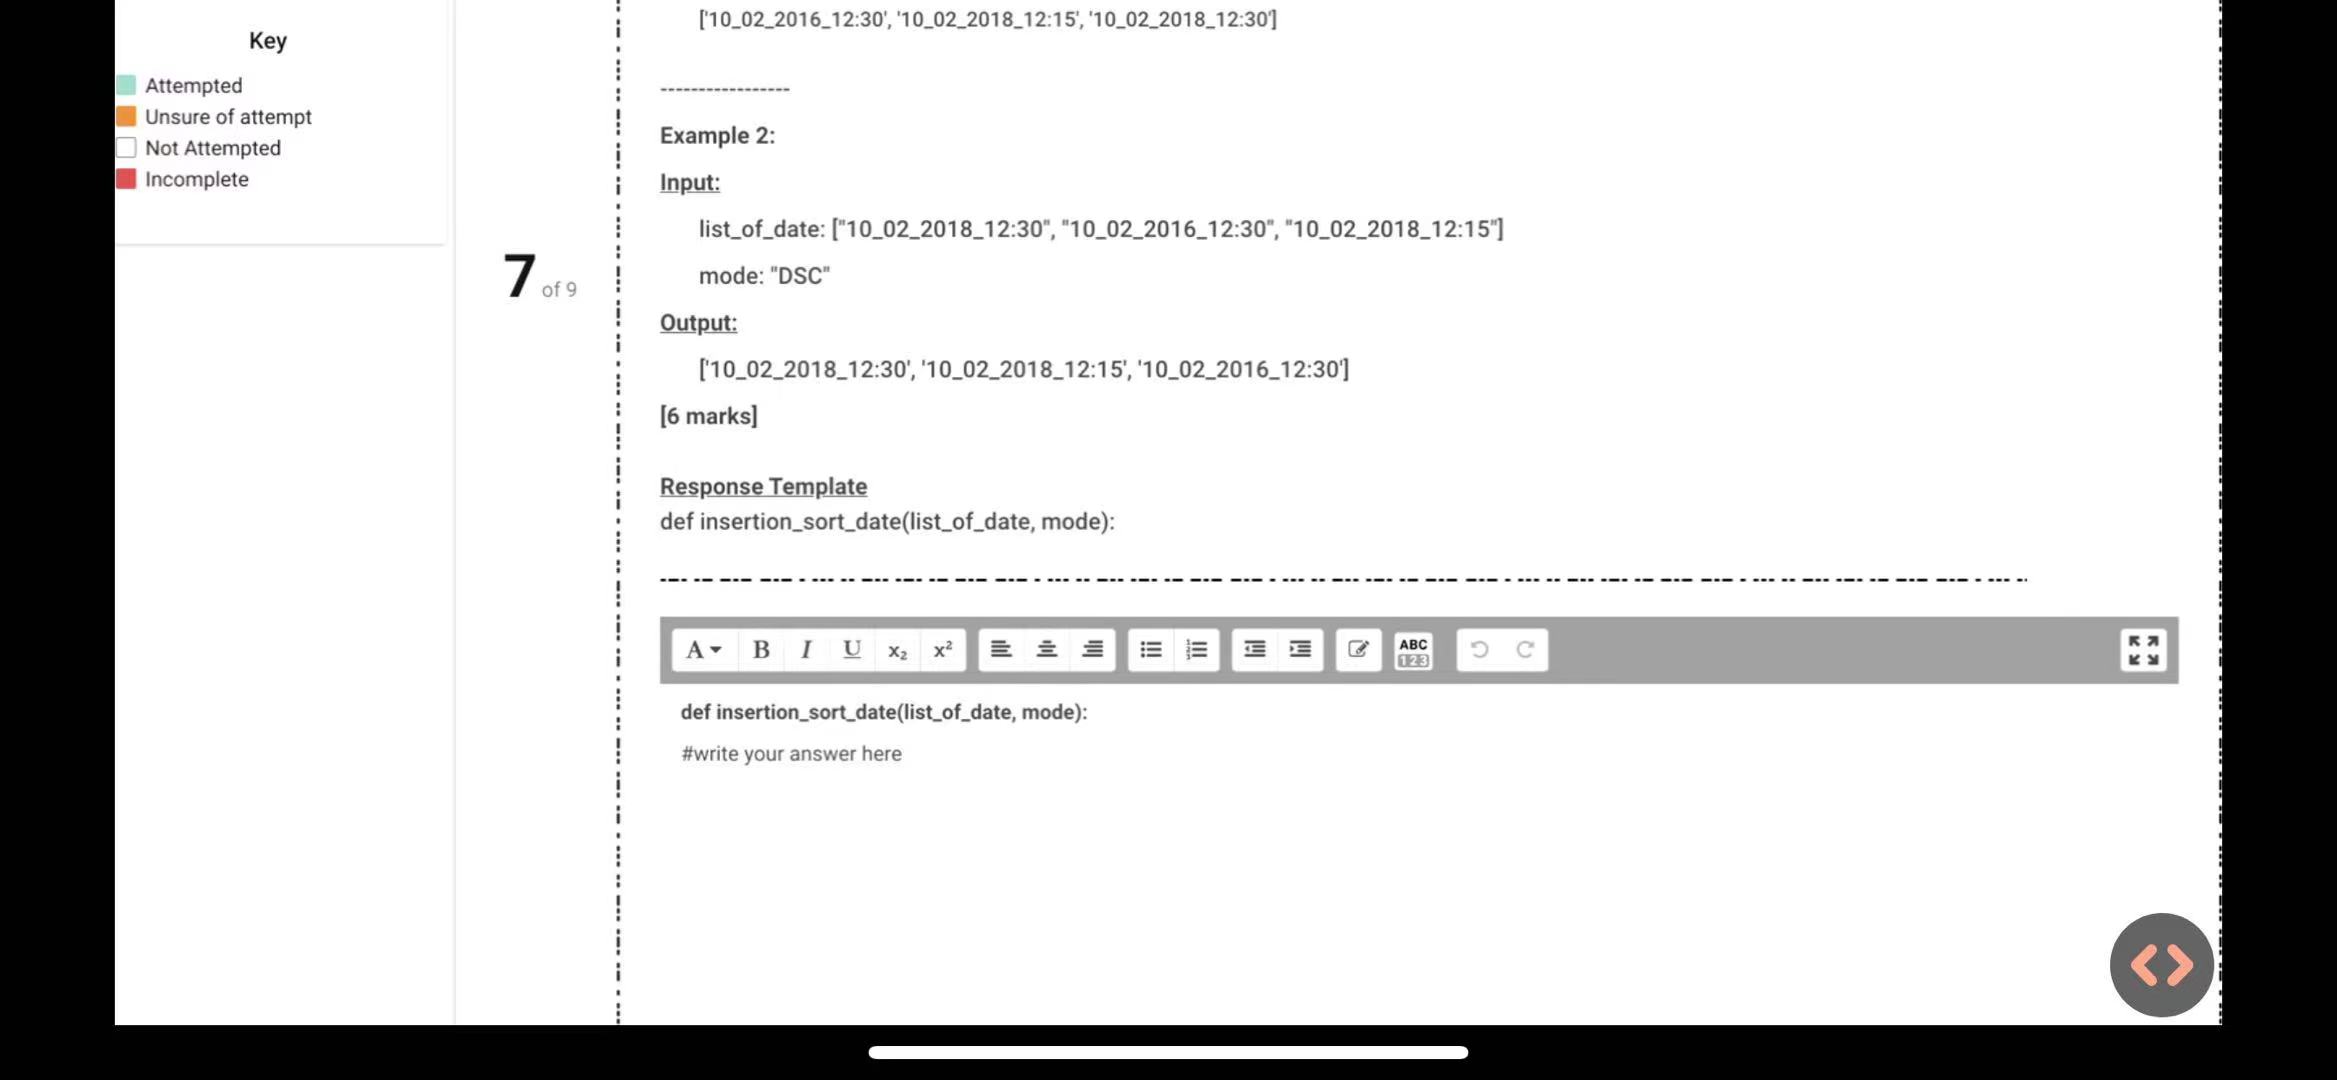 Key
Attempted
Unsure of attempt
Not Attempted
Incomplete
7 of 9
['10_02_2016_12:30', '10_02_2018_12:15', '10_02_2018_12:30']
-----------------
Example 2:
Input:
list_of_date: ["10_02_2018_12:30", "10_02_2016_12:30", "10_02_2018_12:15"]
mode: "DSC"
Output:
['10_02_2018_12:30', '10_02_2018_12:15', '10_02_2016_12:30']
[6 marks]
Response Template
def insertion_sort_date(list_of_date, mode):
A B I U x₂ x² ABC 123
def insertion_sort_date(list_of_date, mode):
#write your answer here